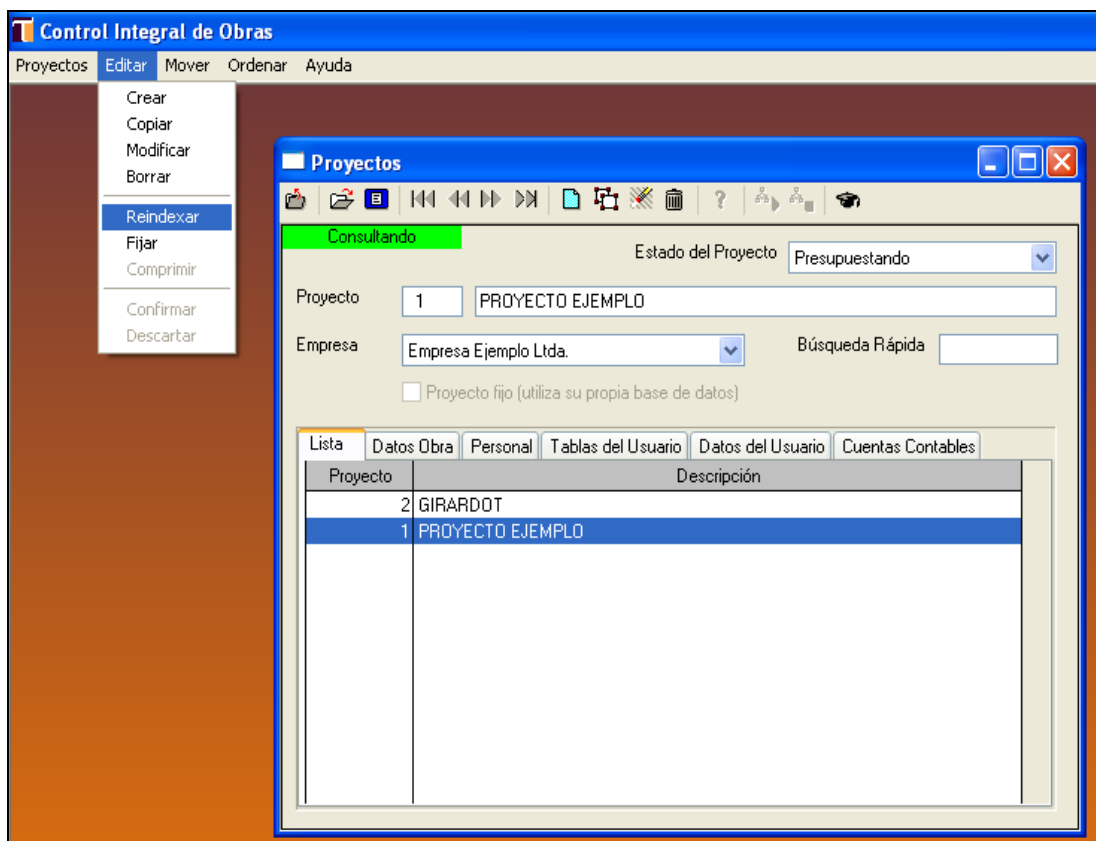 Control Integral de Obras
Proyectos Editar Mover Ordenar Ayuda
Crear
Copiar
Modificar
Borrar
Reindexar
Fijar
Comprimir
Confirmar
Descartar
Proyectos
Consultando
Estado del Proyecto Presupuestando
Proyecto 1 PROYECTO EJEMPLO
Empresa Empresa Ejemplo Ltda. Búsqueda Rápida
Proyecto fijo (utiliza su propia base de datos)
Lista Datos Obra Personal Tablas del Usuario Datos del Usuario Cuentas Contables
Proyecto Descripción
2 GIRARDOT
1 PROYECTO EJEMPLO